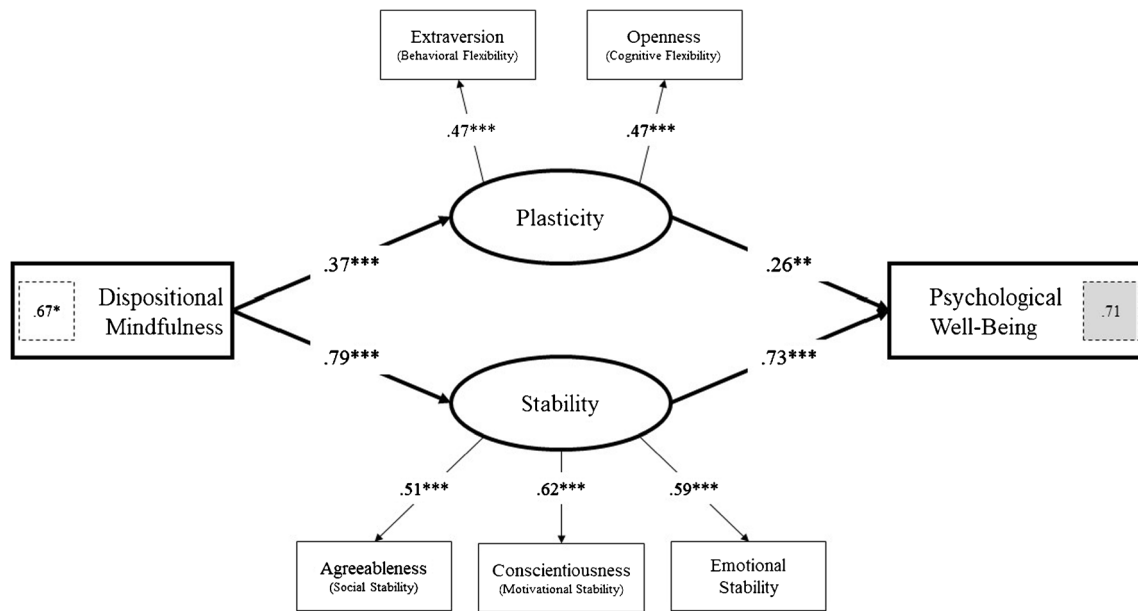 Extraversion
(Behavioral Flexibility)
Openness
(Cognitive Flexibility)
.47***
.47***
Plasticity
.37***
.26**
.67*
Dispositional
Mindfulness
Psychological
Well-Being
.71
.79***
.73***
Stability
.51***
.62***
.59***
Agreeableness
(Social Stability)
Conscientiousness
(Motivational Stability)
Emotional
Stability